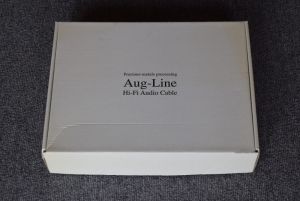 Precious metals processing
Aug-Line
Hi-Fi Audio Cable